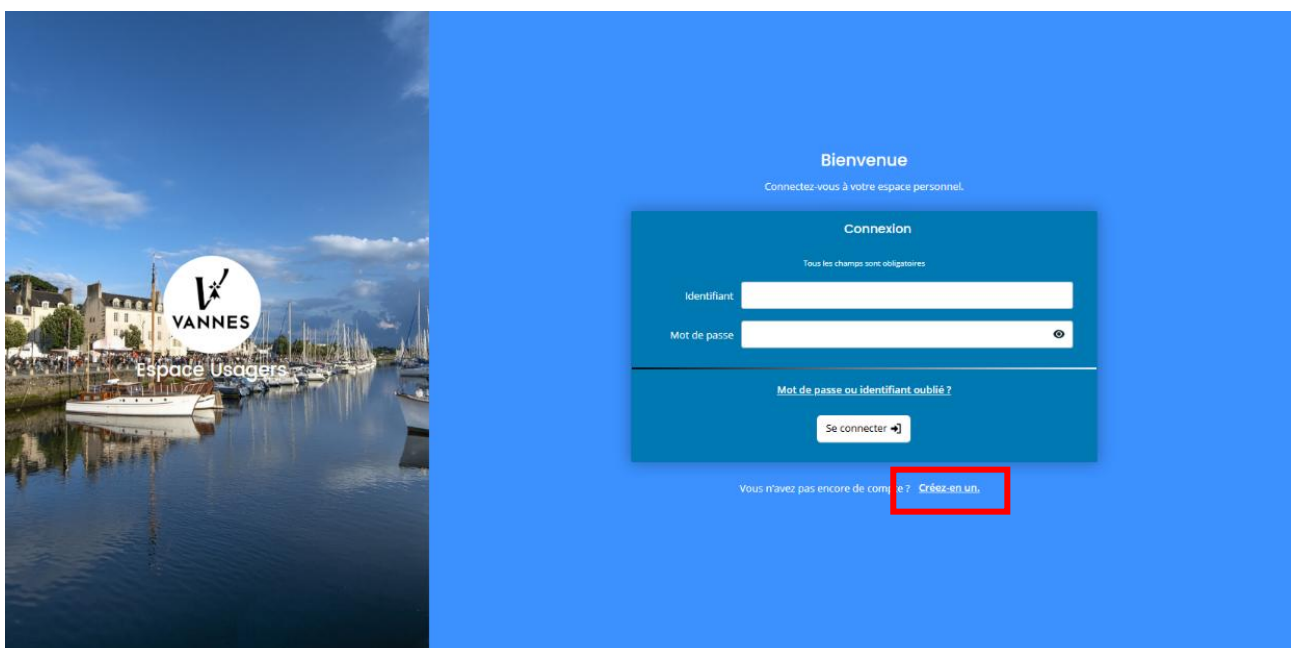 VANNES
Espace Usagers
Bienvenue
Connectez-vous à votre espace personnel.
Connexion
Tous les champs sont obligatoires
Identifiant
Mot de passe
Mot de passe ou identifiant oublié ?
Se connecter
Vous n'avez pas encore de compte ? Créez-en un.